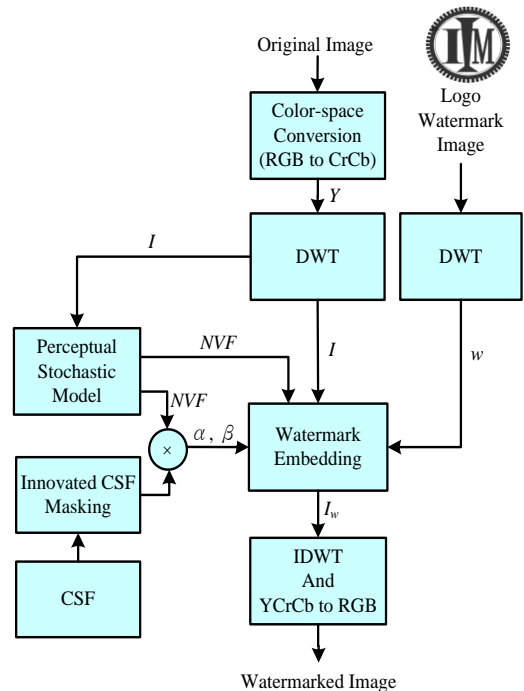 Original Image
IM
Logo
Watermark
Image
Color-space
Conversion
(RGB to CrCb)
Y
DWT
DWT
I
I
w
Perceptual
Stochastic
Model
NVF
NVF
×
α, β
Watermark
Embedding
Innovated CSF
Masking
I_w
CSF
IDWT
And
YCrCb to RGB
Watermarked Image